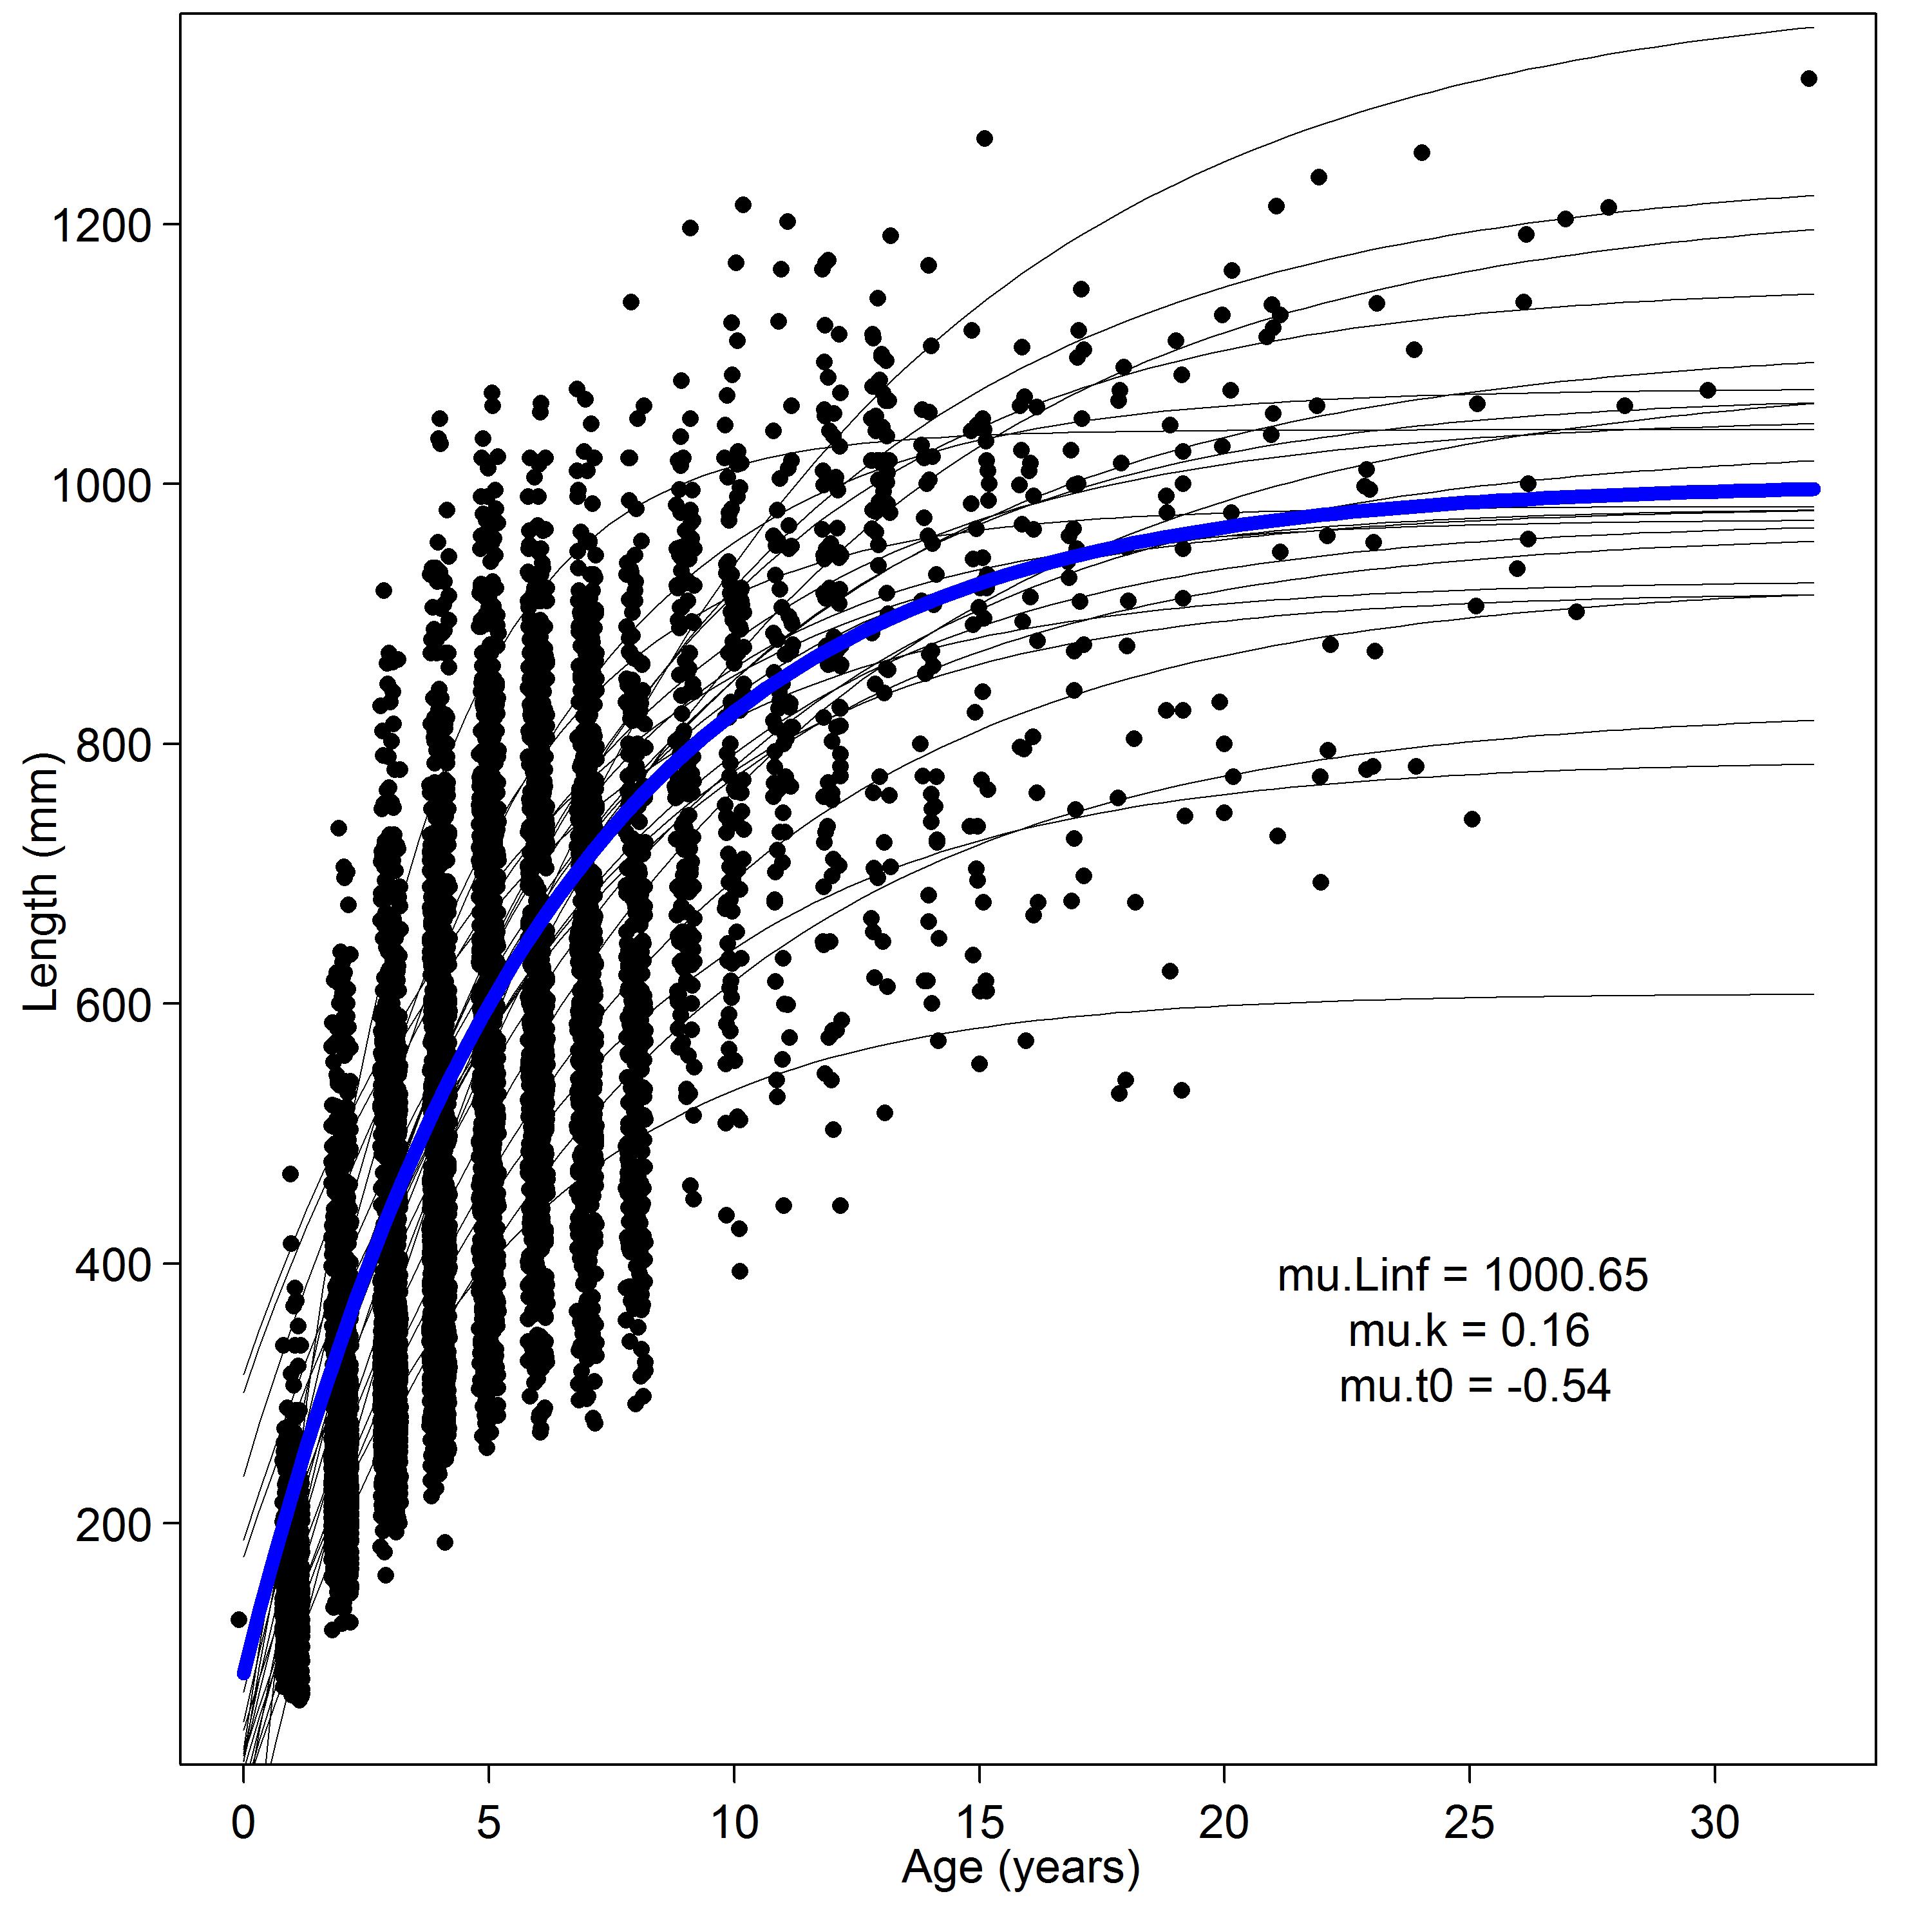 1200
1000
800
600
400
200
Length (mm)
mu.Linf = 1000.65
mu.k = 0.16
mu.t0 = -0.54
0 5 10 15 20 25 30
Age (years)